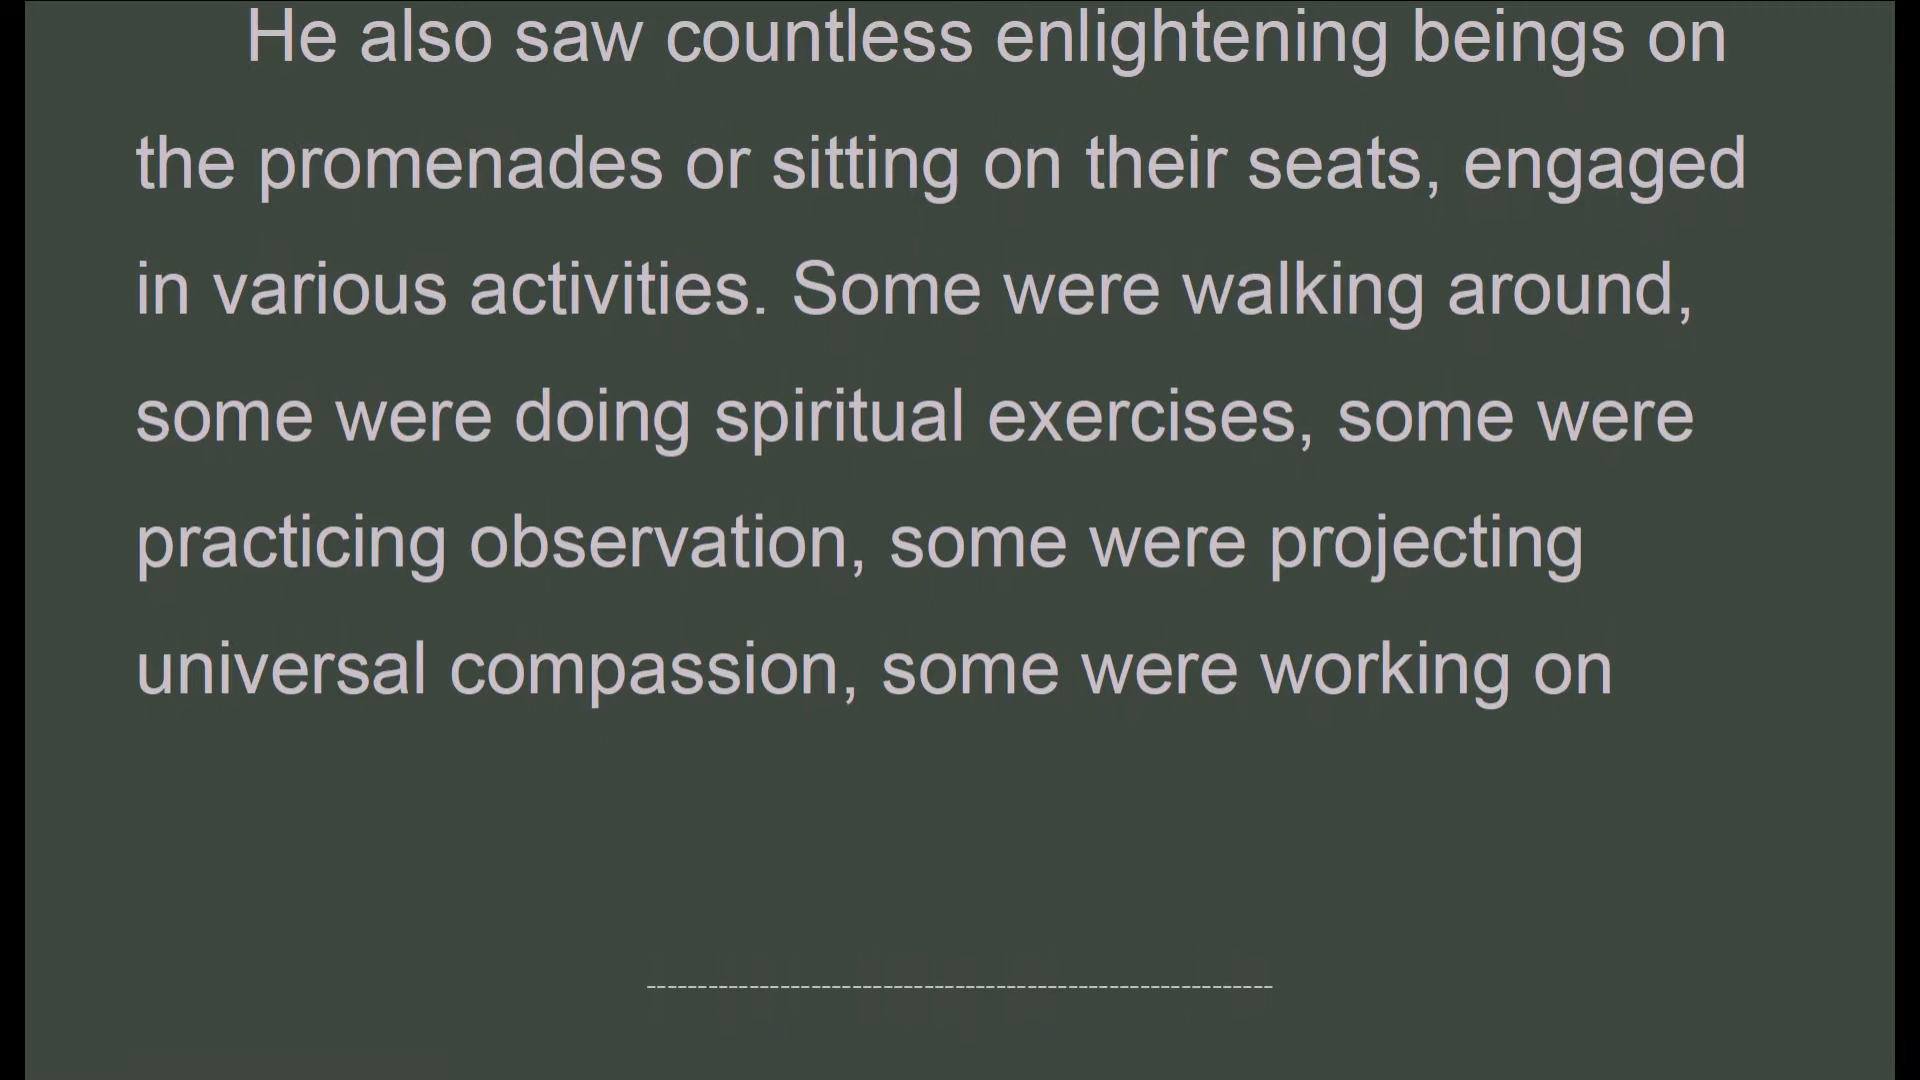 He also saw countless enlightening beings on
the promenades or sitting on their seats, engaged
in various activities. Some were walking around,
some were doing spiritual exercises, some were
practicing observation, some were projecting
universal compassion, some were working on
-------------------------------------------------------------